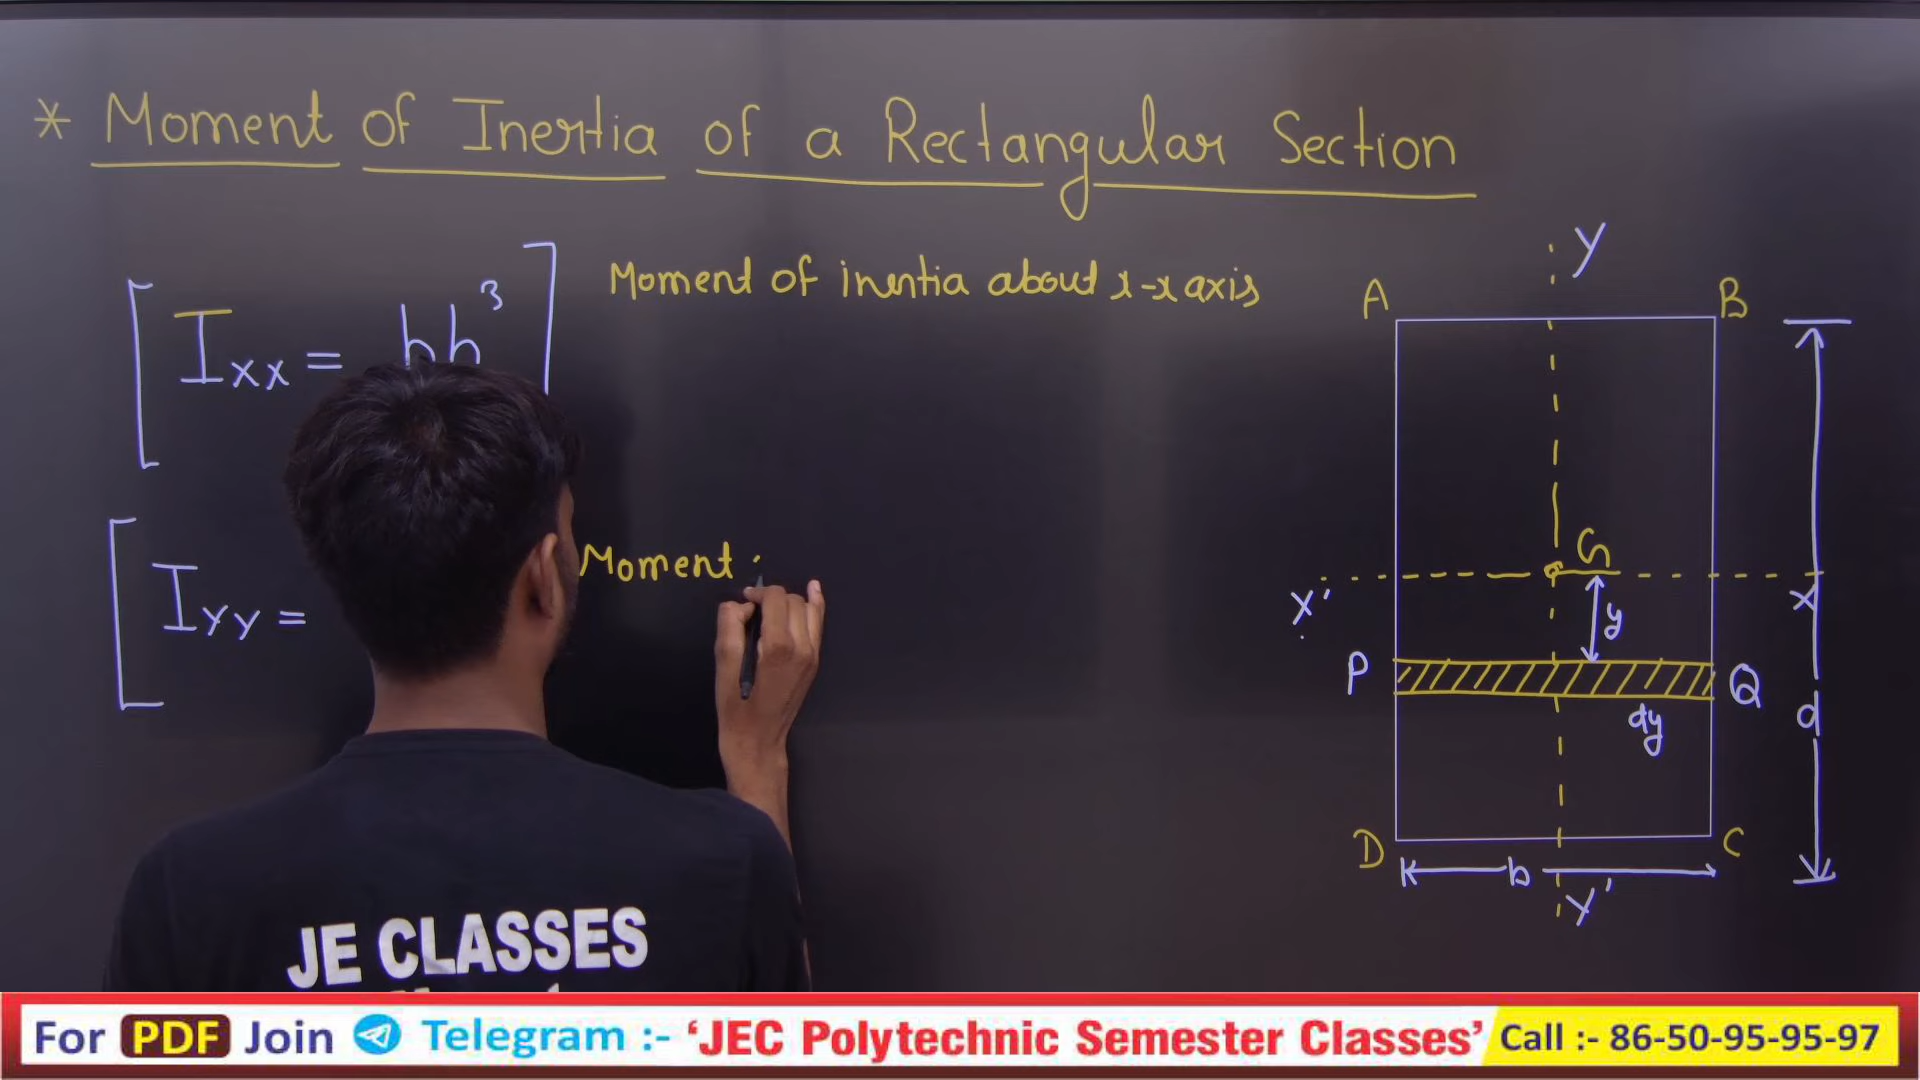 * Moment of Inertia of a Rectangular Section
Ixx = bh³
Moment of inertia about x-x axis
Iyy =
Moment
Y
A
B
G
X'
X
y
P
Q
dy
d
D
C
b
Y'
JE CLASSES
For PDF Join Telegram :- 'JEC Polytechnic Semester Classes'
Call :- 86-50-95-95-97